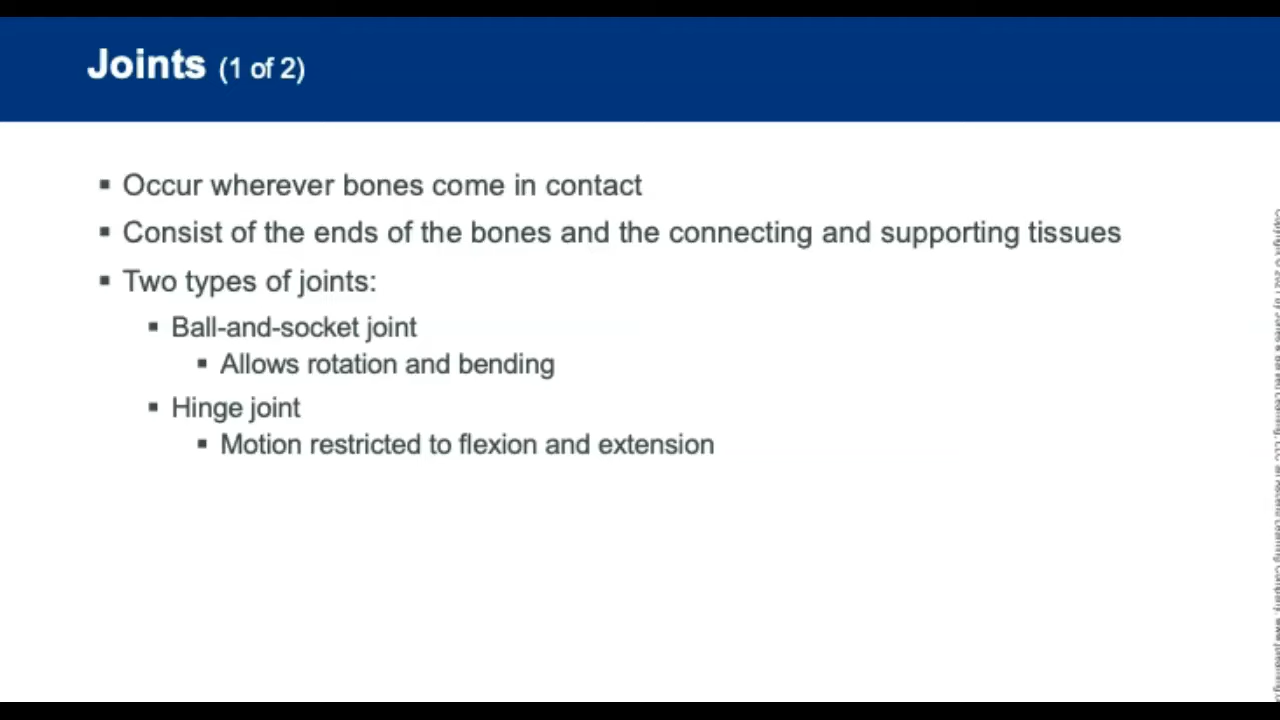 Joints (1 of 2)
▪ Occur wherever bones come in contact
▪ Consist of the ends of the bones and the connecting and supporting tissues
▪ Two types of joints:
▪ Ball-and-socket joint
▪ Allows rotation and bending
▪ Hinge joint
▪ Motion restricted to flexion and extension